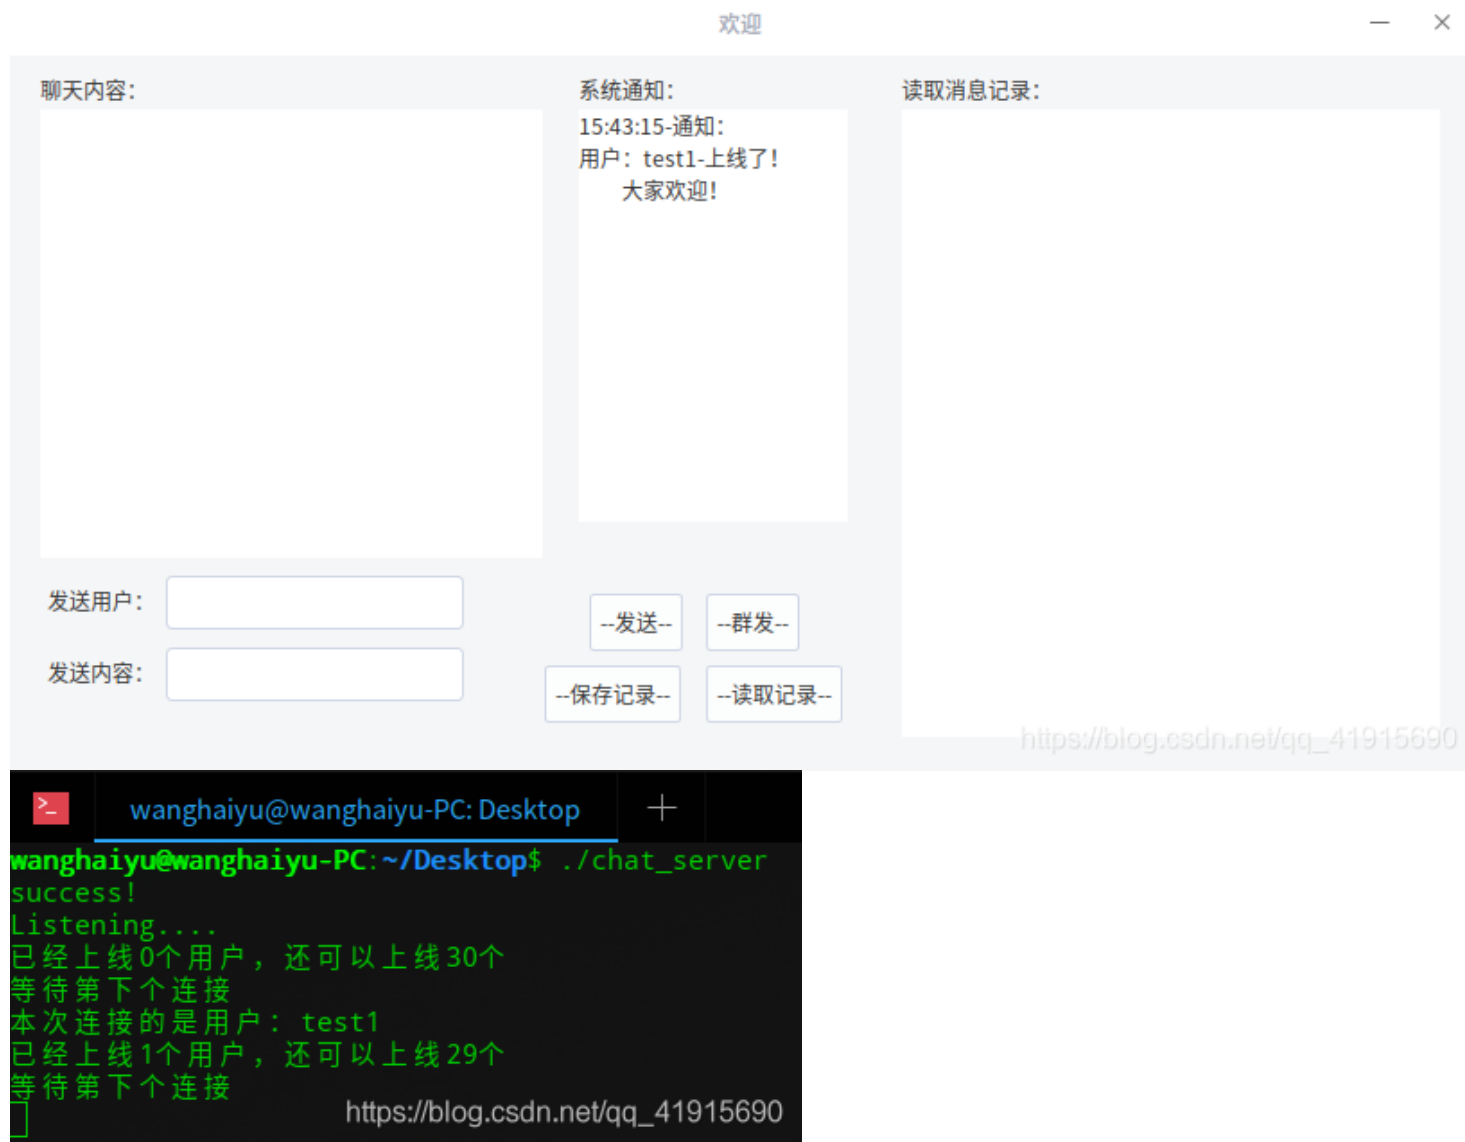 欢迎
聊天内容：
系统通知：
读取消息记录：
15:43:15-通知：
用户：test1-上线了！
大家欢迎！
发送用户：
--发送--
--群发--
发送内容：
--保存记录--
--读取记录--
https://blog.csdn.net/qq_41915690
>_
wanghaiyu@wanghaiyu-PC: Desktop
wanghaiyu@wanghaiyu-PC:~/Desktop$ ./chat_server
success!
Listening....
已经上线0个用户，还可以上线30个
等待第下个连接
本次连接的是用户：test1
已经上线1个用户，还可以上线29个
等待第下个连接
https://blog.csdn.net/qq_41915690